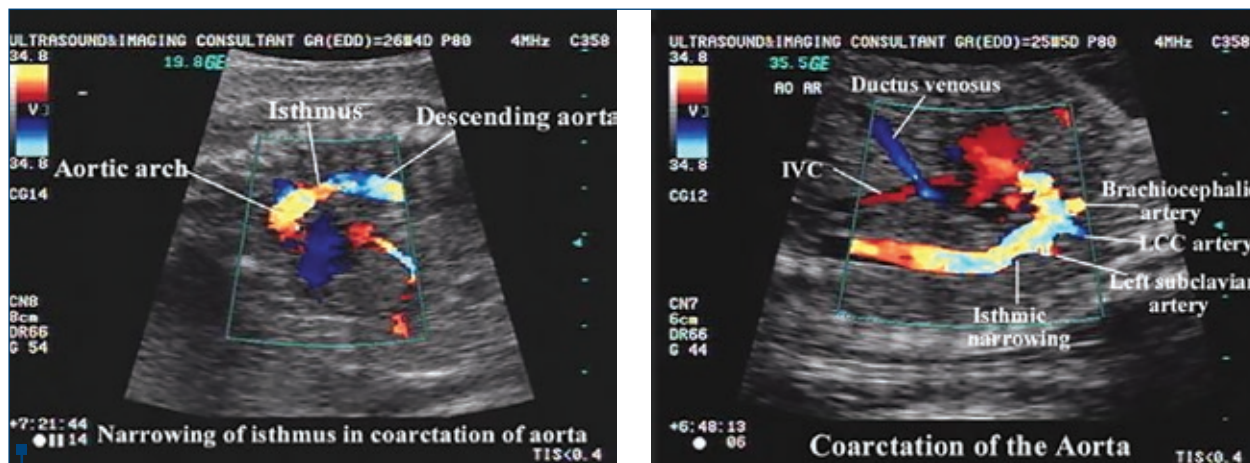 ULTRASOUND&IMAGING CONSULTANT GA(EDD)=26W4D P80 4MHz C358
19.8GE
34.8
V
34.8
CG14
Isthmus
Descending aorta
Aortic arch
CN8
8cm
DR66
G 54
+7:21:44
14
Narrowing of isthmus in coarctation of aorta
TIS<0.4
ULTRASOUND&IMAGING CONSULTANT GA(EDD)=25W5D P80 4MHz C358
34.8
35.5GE
AO AR
V
34.8
CG12
Ductus venosus
IVC
Brachiocephalic
artery
LCC artery
Left subclavian
artery
Isthmic
narrowing
CN7
6cm
DR66
G 44
+6:48:13
06
Coarctation of the Aorta
TIS<0.4